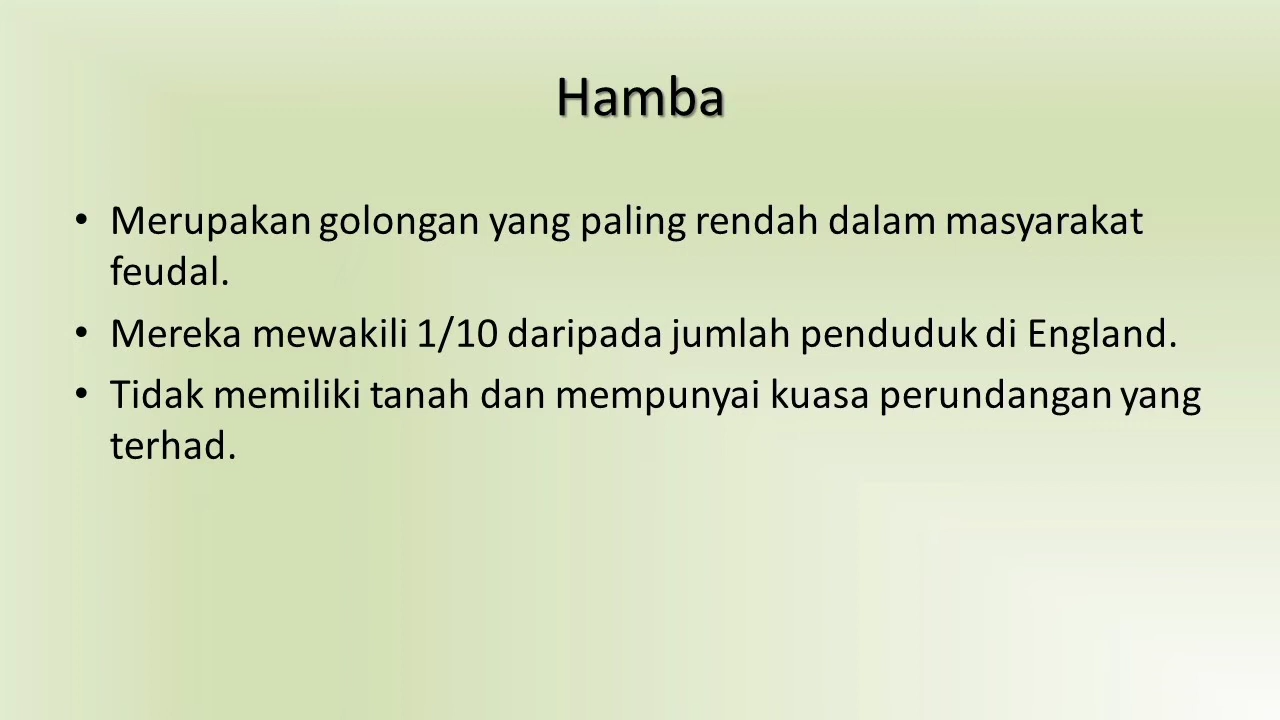 Hamba
• Merupakan golongan yang paling rendah dalam masyarakat
feudal.
• Mereka mewakili 1/10 daripada jumlah penduduk di England.
• Tidak memiliki tanah dan mempunyai kuasa perundangan yang
terhad.